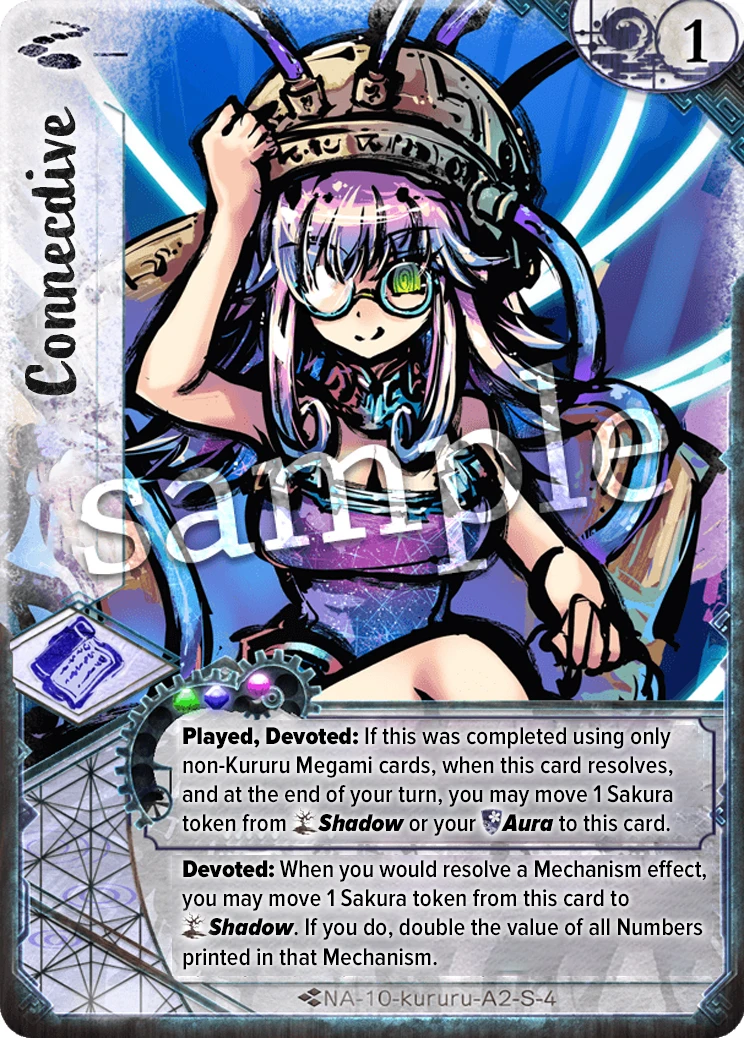 1
Connecdive
sample
Played, Devoted: If this was completed using only
non-Kururu Megami cards, when this card resolves,
and at the end of your turn, you may move 1 Sakura
token from Shadow or your Aura to this card.
Devoted: When you would resolve a Mechanism effect,
you may move 1 Sakura token from this card to
Shadow. If you do, double the value of all Numbers
printed in that Mechanism.
NA-10-kururu-A2-S-4